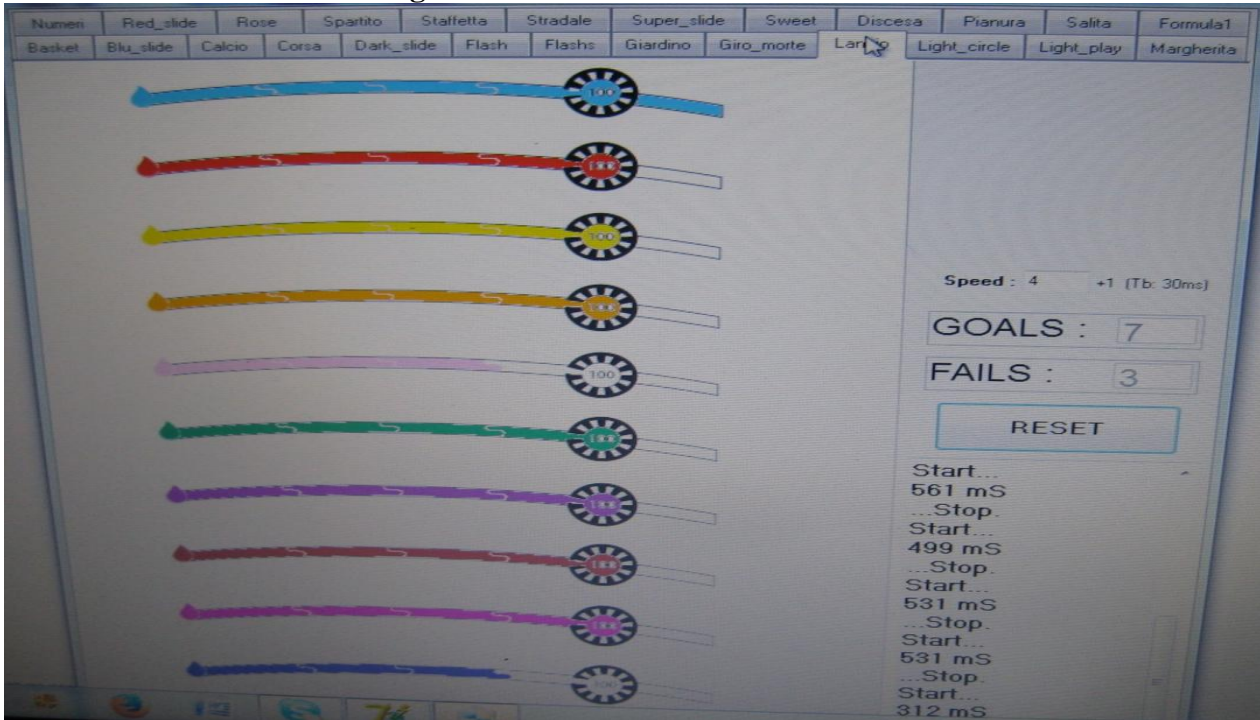 Numeri Red_slide Rose Spartito Staffetta Stradale Super_slide Sweet Discesa Pianura Salita Formula1
Basket Blu_slide Calcio Corsa Dark_slide Flash Flashs Giardino Giro_morte Light_circle Light_play Margherita
100
100
100
Speed : 4 +1 (Tb: 30ms)
GOALS : 7
FAILS : 3
RESET
Start...
561 mS
...Stop.
Start...
499 mS
...Stop.
Start...
531 mS
...Stop.
Start...
531 mS
...Stop.
Start...
312 mS